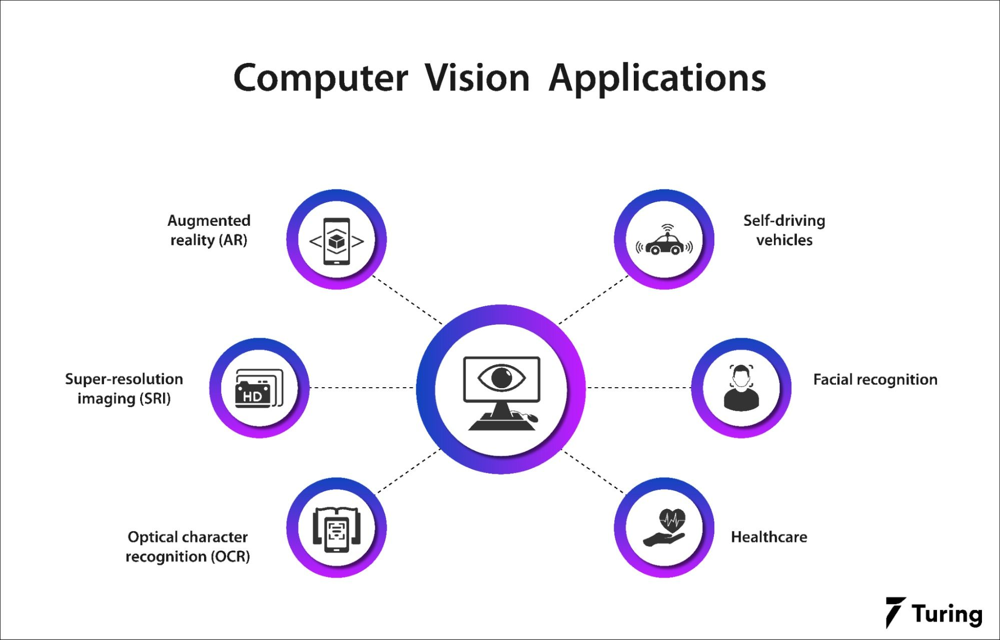 Computer Vision Applications
Augmented
reality (AR)
Self-driving
vehicles
Super-resolution
imaging (SRI)
HD
Facial recognition
Optical character
recognition (OCR)
Healthcare
Turing